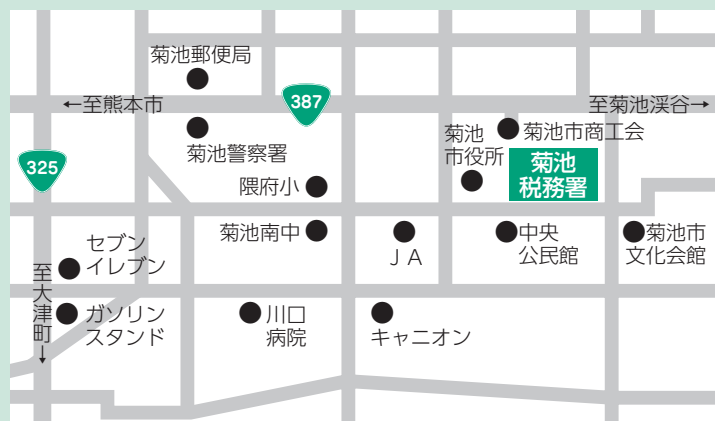 菊池郵便局
387
←至熊本市
至菊池渓谷→
菊池警察署
菊池
市役所
菊池市商工会
菊池
税務署
325
隈府小
菊池南中
ＪＡ
中央
公民館
菊池市
文化会館
セブン
イレブン
至大津町→
ガソリン
スタンド
川口
病院
キャニオン